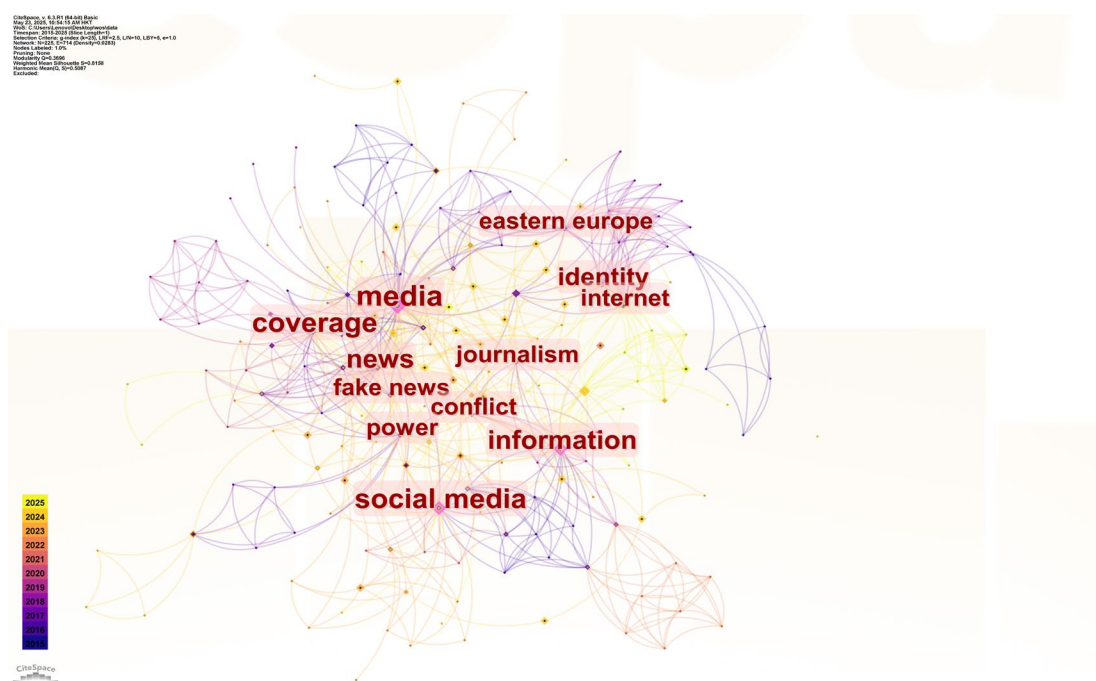 CiteSpace, v. 6.3.R1 (64-bit) Basic
May 23, 2025, 10:54:15 AM HKT
WoS: C:\Users\Lenovo\Desktop\wos\data
Timespan: 2015-2025 (Slice Length=1)
Selection Criteria: g-index (k=25), LRF=2.5, L/N=10, LBY=5, e=1.0
Network: N=225, E=714 (Density=0.0283)
Nodes Labeled: 1.0%
Pruning: None
Modularity Q=0.3696
Weighted Mean Silhouette S=0.8158
Harmonic Mean(Q, S)=0.5087
Excluded:
eastern europe
identity
internet
media
coverage
news
journalism
fake news
conflict
power
information
social media
2025
2024
2023
2022
2021
2020
2019
2018
2017
2016
2015
CiteSpace